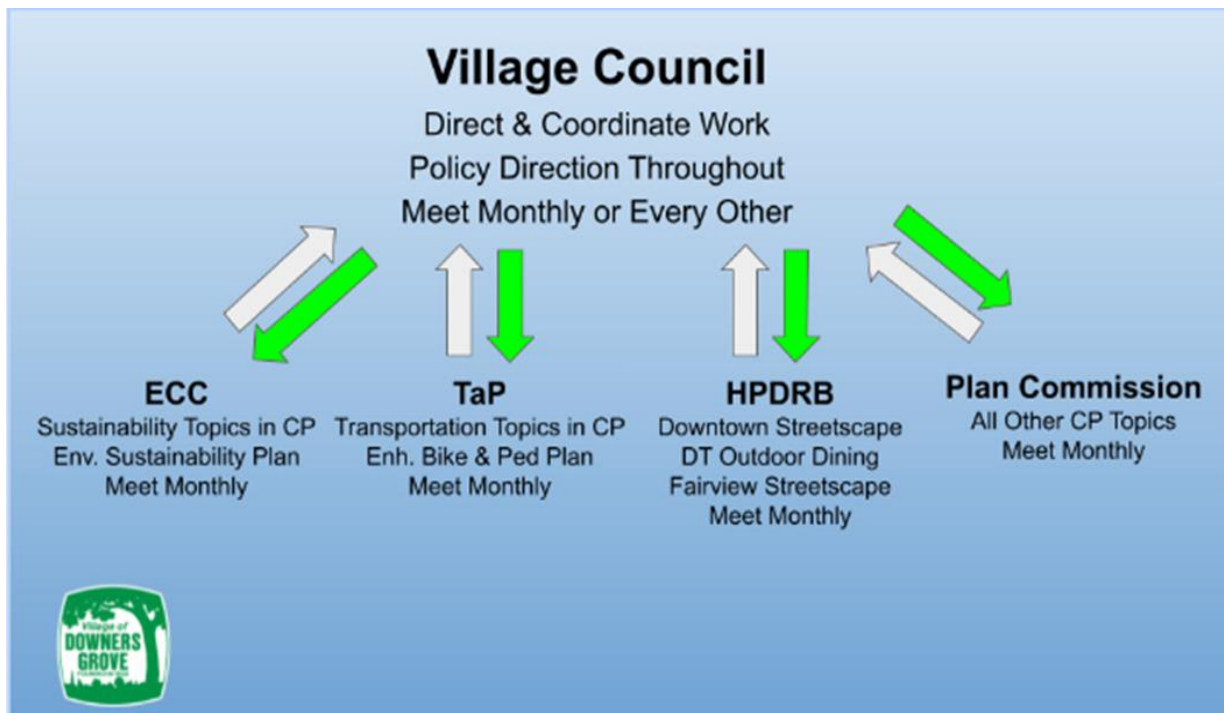 Village Council
Direct & Coordinate Work
Policy Direction Throughout
Meet Monthly or Every Other
ECC
Sustainability Topics in CP
Env. Sustainability Plan
Meet Monthly
TaP
Transportation Topics in CP
Enh. Bike & Ped Plan
Meet Monthly
HPDRB
Downtown Streetscape
DT Outdoor Dining
Fairview Streetscape
Meet Monthly
Plan Commission
All Other CP Topics
Meet Monthly
Village of
DOWNERS
GROVE